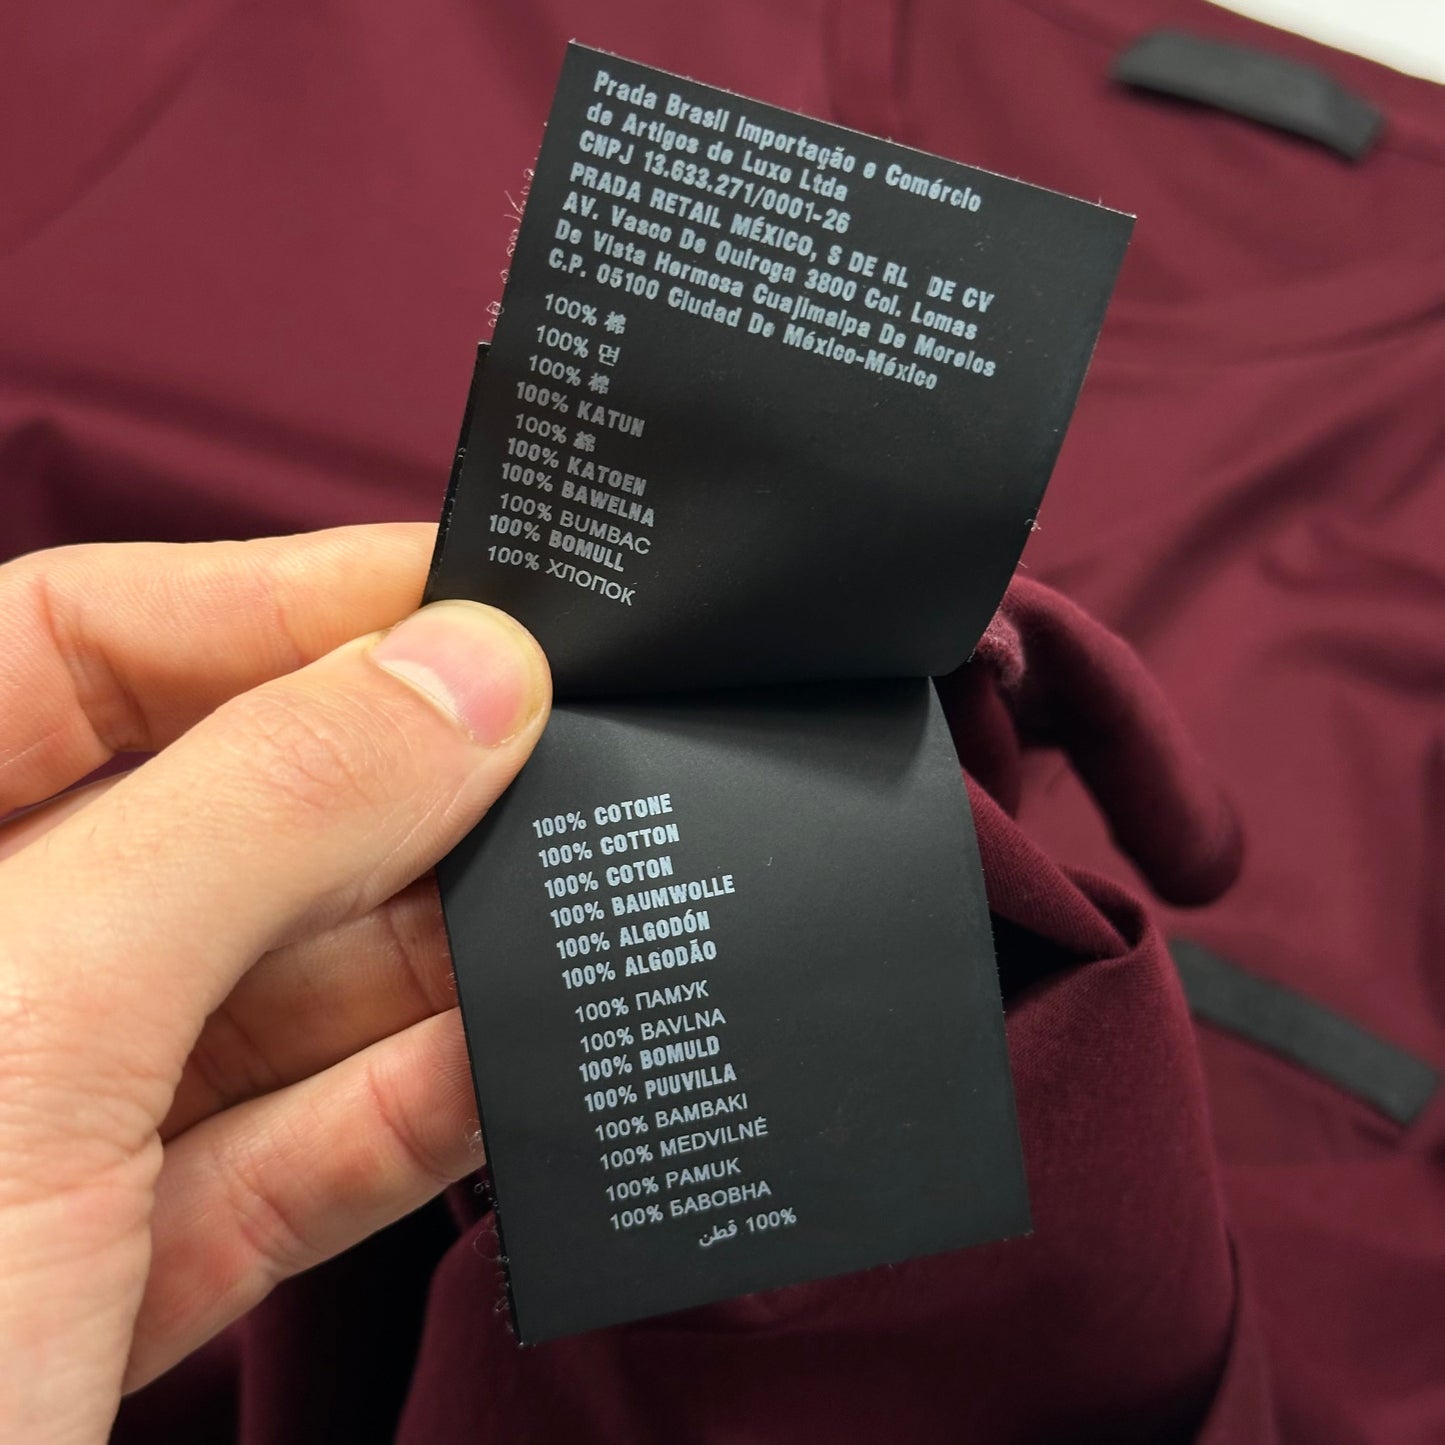 Prada Brasil Importação e Comércio
de Artigos de Luxo Ltda
CNPJ 13.633.271/0001-26
PRADA RETAIL MÉXICO, S DE RL DE CV
AV. Vasco De Quiroga 3800 Col. Lomas
De Vista Hermosa Cuajimalpa De Morelos
C.P. 05100 Ciudad De México-México
100% 棉
100% 면
100% 棉
100% KATUN
100% 綿
100% KATOEN
100% BAWELNA
100% BUMBAC
100% BOMULL
100% ХЛОПОК
100% COTONE
100% COTTON
100% COTON
100% BAUMWOLLE
100% ALGODÓN
100% ALGODÃO
100% ПАМУК
100% BAVLNA
100% BOMULD
100% PUUVILLA
100% BAMBAKI
100% MEDVILNÉ
100% PAMUK
100% БАВОВНА
100% قطن